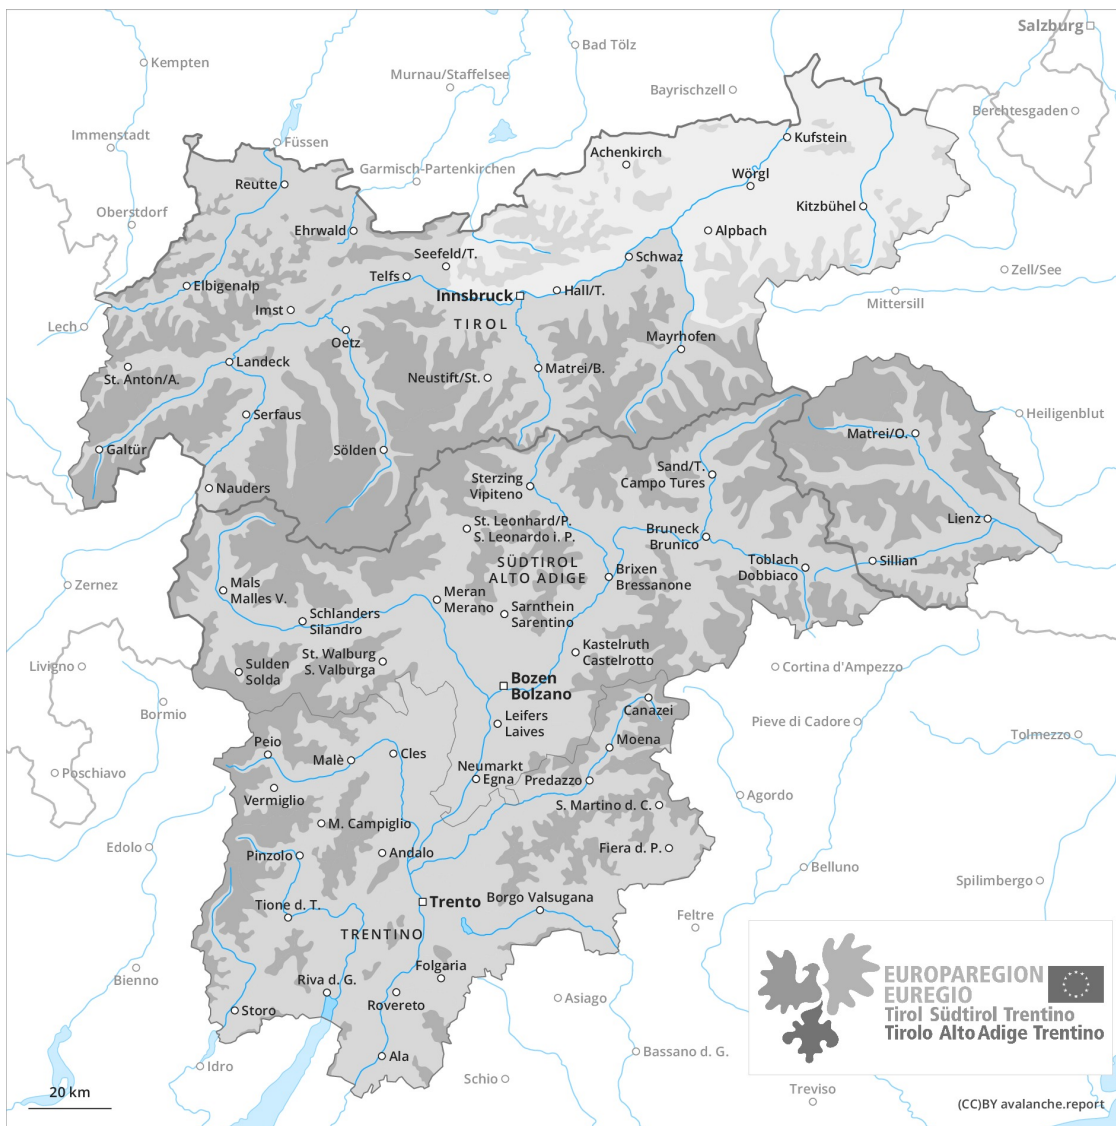 Salzburg
Bad Tölz
Kempten
Murnau/Staffelsee
Bayrischzell
Berchtesgaden
Immenstadt
Füssen
Kufstein
Achenkirch
Garmisch-Partenkirchen
Wörgl
Reutte
Kitzbühel
Oberstdorf
Ehrwald
Alpbach
Seefeld/T.
Schwaz
Telfs
Zell/See
Elbigenalp
Innsbruck
Hall/T.
Mittersill
Imst
TIROL
Lech
Oetz
Mayrhofen
Landeck
Matrei/B.
St. Anton/A.
Neustift/St.
Serfaus
Heiligenblut
Matrei/O.
Galtür
Sölden
Sand/T.
Campo Tures
Sterzing
Vipiteno
Nauders
Lienz
St. Leonhard/P.
S. Leonardo i. P.
Bruneck
Brunico
SÜDTIROL
ALTO ADIGE
Toblach
Dobbiaco
Sillian
Brixen
Bressanone
Zernez
Mals
Malles V.
Meran
Merano
Schlanders
Silandro
Sarnthein
Sarentino
Kastelruth
Castelrotto
St. Walburg
S. Valburga
Livigno
Sulden
Solda
Cortina d'Ampezzo
Bozen
Bolzano
Bormio
Canazei
Leifers
Laives
Pieve di Cadore
Tolmezzo
Peio
Moena
Malè
Cles
Poschiavo
Neumarkt
Egna
Predazzo
Vermiglio
Agordo
S. Martino d. C.
M. Campiglio
Edolo
Pinzolo
Andalo
Fiera d. P.
Belluno
Spilimbergo
Tione d. T.
Trento
Borgo Valsugana
Feltre
TRENTINO
Bienno
Folgaria
Riva d. G.
Rovereto
Asiago
Storo
Bassano d. G.
Ala
Idro
Schio
Treviso
EUROPAREGION
EUREGIO
Tirol Südtirol Trentino
Tirolo Alto Adige Trentino
20 km
(CC)BY avalanche.report